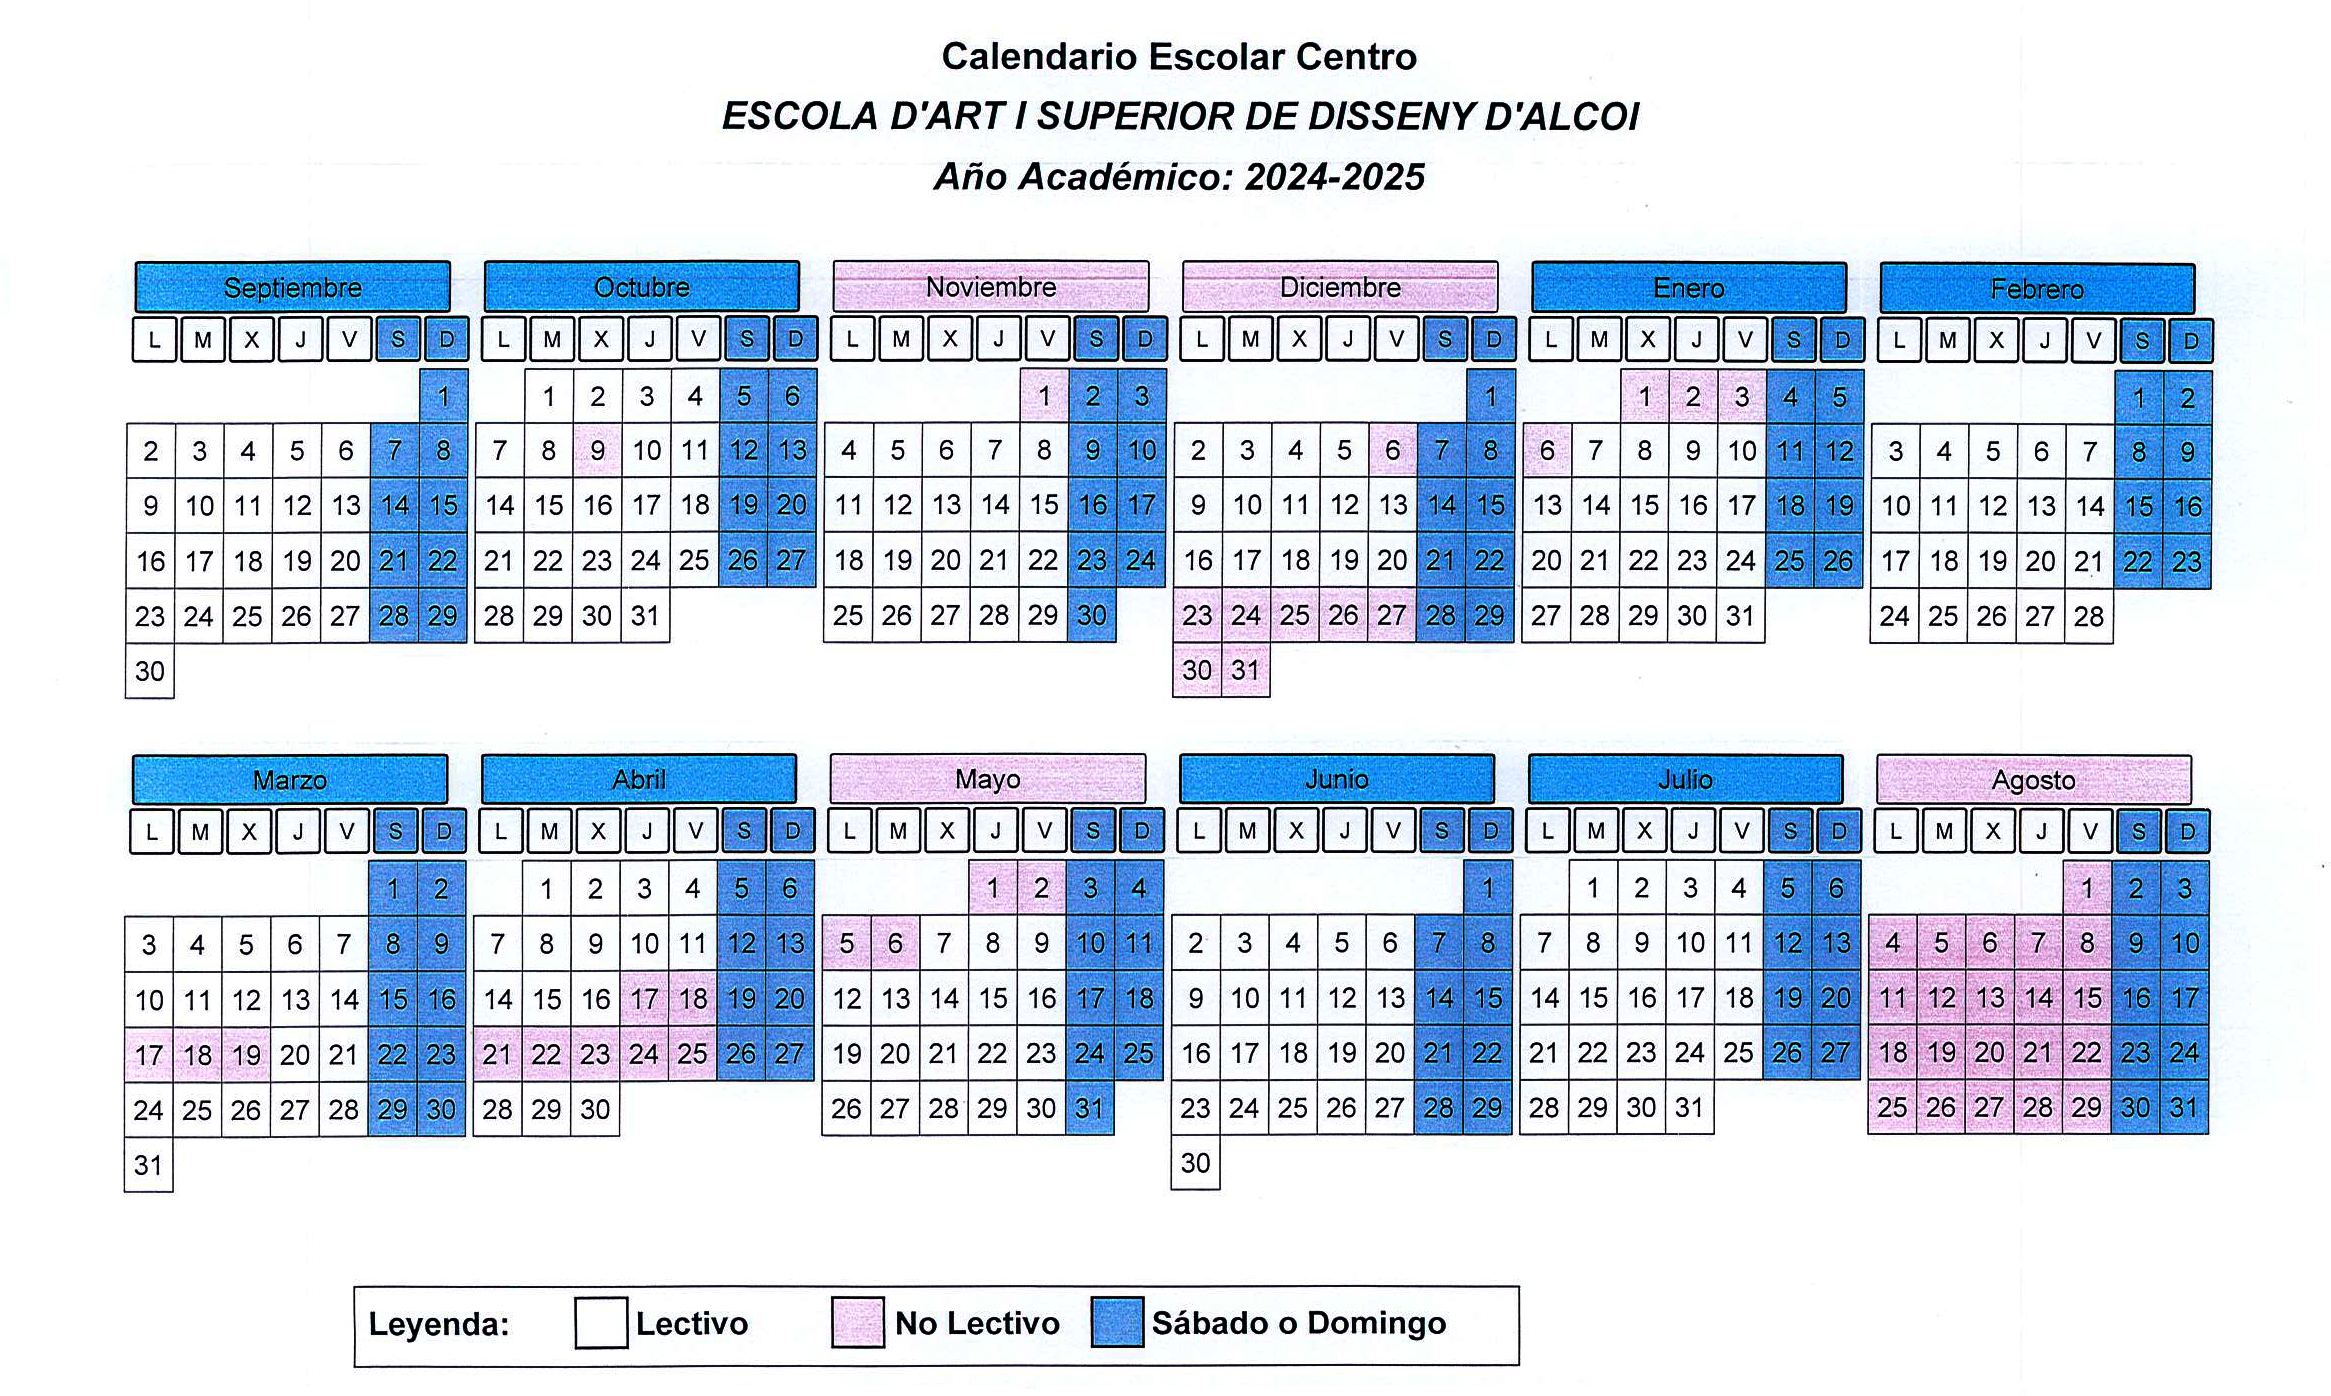 Calendario Escolar Centro
ESCOLA D'ART I SUPERIOR DE DISSENY D'ALCOI
Año Académico: 2024-2025
Septiembre
L M X J V S D
1
2 3 4 5 6 7 8
9 10 11 12 13 14 15
16 17 18 19 20 21 22
23 24 25 26 27 28 29
30
Octubre
L M X J V S D
1 2 3 4 5 6
7 8 9 10 11 12 13
14 15 16 17 18 19 20
21 22 23 24 25 26 27
28 29 30 31
Noviembre
L M X J V S D
1 2 3
4 5 6 7 8 9 10
11 12 13 14 15 16 17
18 19 20 21 22 23 24
25 26 27 28 29 30
Diciembre
L M X J V S D
1
2 3 4 5 6 7 8
9 10 11 12 13 14 15
16 17 18 19 20 21 22
23 24 25 26 27 28 29
30 31
Enero
L M X J V S D
1 2 3 4 5
6 7 8 9 10 11 12
13 14 15 16 17 18 19
20 21 22 23 24 25 26
27 28 29 30 31
Febrero
L M X J V S D
1 2
3 4 5 6 7 8 9
10 11 12 13 14 15 16
17 18 19 20 21 22 23
24 25 26 27 28
Marzo
L M X J V S D
1 2
3 4 5 6 7 8 9
10 11 12 13 14 15 16
17 18 19 20 21 22 23
24 25 26 27 28 29 30
31
Abril
L M X J V S D
1 2 3 4 5 6
7 8 9 10 11 12 13
14 15 16 17 18 19 20
21 22 23 24 25 26 27
28 29 30
Mayo
L M X J V S D
1 2 3 4
5 6 7 8 9 10 11
12 13 14 15 16 17 18
19 20 21 22 23 24 25
26 27 28 29 30 31
Junio
L M X J V S D
1
2 3 4 5 6 7 8
9 10 11 12 13 14 15
16 17 18 19 20 21 22
23 24 25 26 27 28 29
30
Julio
L M X J V S D
1 2 3 4 5 6
7 8 9 10 11 12 13
14 15 16 17 18 19 20
21 22 23 24 25 26 27
28 29 30 31
Agosto
L M X J V S D
1 2 3
4 5 6 7 8 9 10
11 12 13 14 15 16 17
18 19 20 21 22 23 24
25 26 27 28 29 30 31
Leyenda: Lectivo No Lectivo Sábado o Domingo